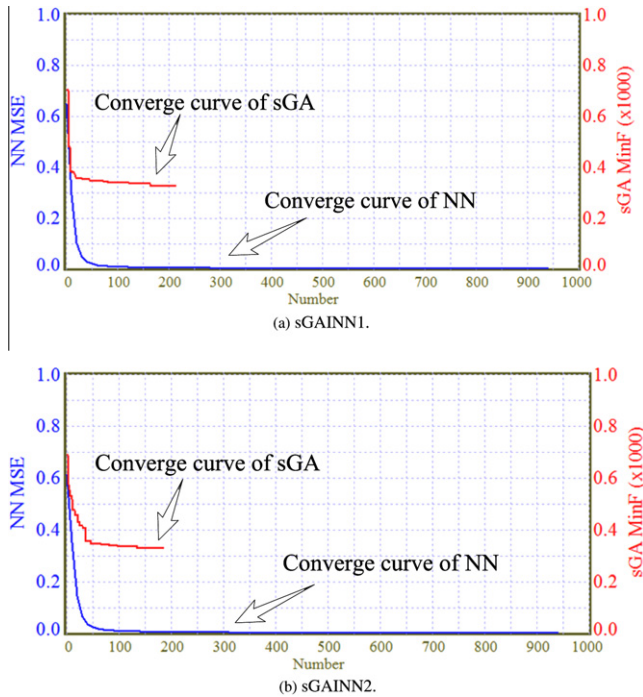 1.0
0.8
0.6
0.4
0.2
0.0
NN MSE
Converge curve of sGA
Converge curve of NN
1.0
0.8
0.6
0.4
0.2
0.0
sGA MinF (x1000)
0 100 200 300 400 500 600 700 800 900 1000
Number
(a) sGAINN1.
1.0
0.8
0.6
0.4
0.2
0.0
NN MSE
Converge curve of sGA
Converge curve of NN
1.0
0.8
0.6
0.4
0.2
0.0
sGA MinF (x1000)
0 100 200 300 400 500 600 700 800 900 1000
Number
(b) sGAINN2.